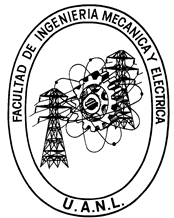 FACULTAD DE INGENIERIA MECANICA Y ELECTRICA
U. A. N. L.